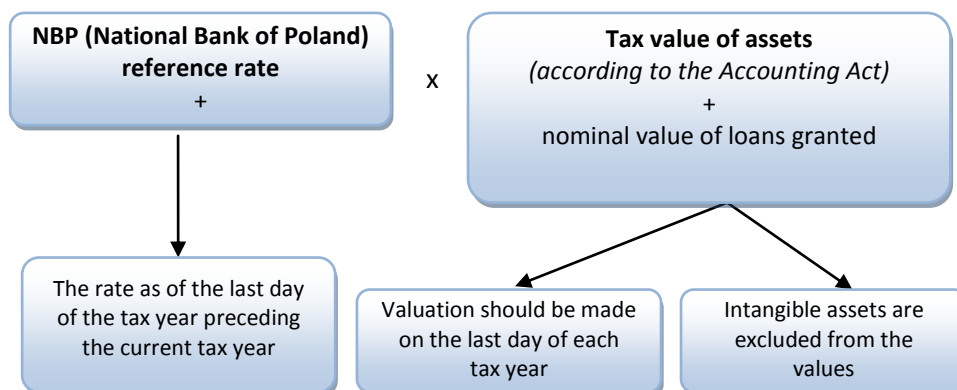 NBP (National Bank of Poland)
reference rate
+
x
Tax value of assets
(according to the Accounting Act)
+
nominal value of loans granted
The rate as of the last day
of the tax year preceding
the current tax year
Valuation should be made
on the last day of each
tax year
Intangible assets are
excluded from the
values